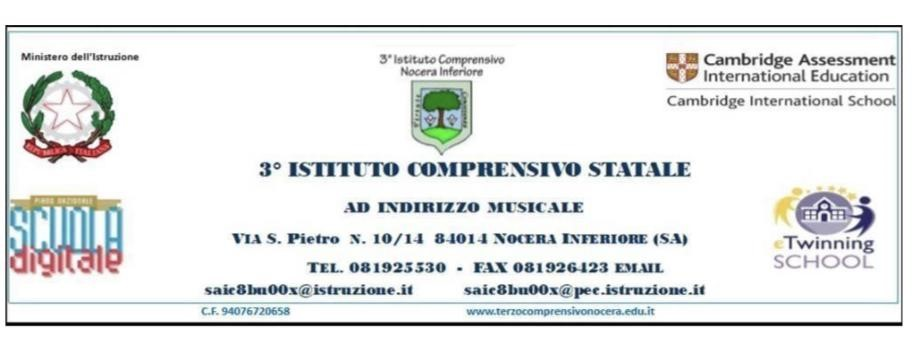 Ministero dell'Istruzione
3° Istituto Comprensivo
Nocera Inferiore
Cambridge Assessment
International Education
Cambridge International School
REPUBBLICA ITALIANA
3° ISTITUTO COMPRENSIVO STATALE
AD INDIRIZZO MUSICALE
VIA S. Pietro N. 10/14 84014 NOCERA INFERIORE (SA)
TEL. 081925530 - FAX 081926423 EMAIL
saic8bu00x@istruzione.it saic8bu00x@pec.istruzione.it
PIANO NAZIONALE
SCUOLA
digitale
eTwinning
SCHOOL
C.F. 94076720658 www.terzocomprensivonocera.edu.it